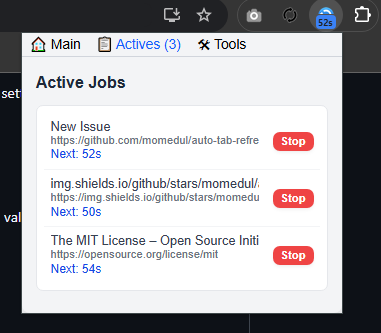 52s
Main Actives (3) Tools
Active Jobs
New Issue
https://github.com/momedul/auto-tab-refre
Next: 52s
Stop
img.shields.io/github/stars/momedul/a
https://img.shields.io/github/stars/momedu
Next: 50s
Stop
The MIT License – Open Source Initi
https://opensource.org/license/mit
Next: 54s
Stop
set
val